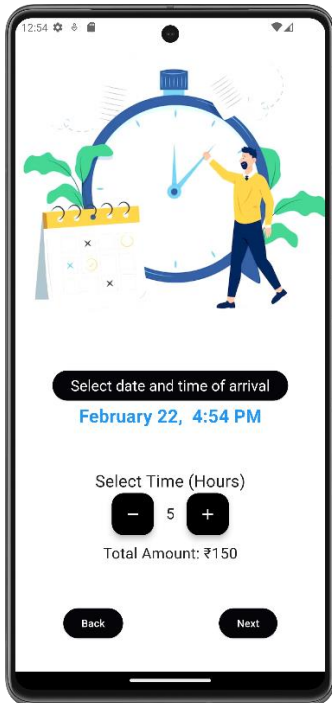 12:54
Select date and time of arrival
February 22, 4:54 PM
Select Time (Hours)
− 5 +
Total Amount: ₹150
Back Next